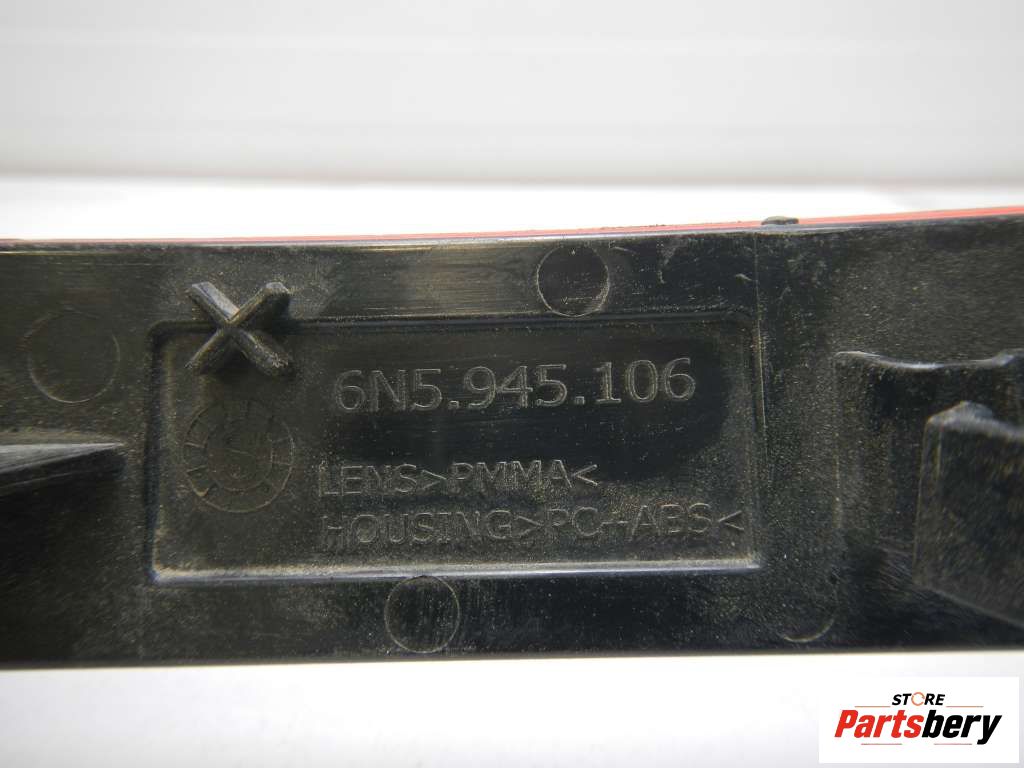 6N5.945.106
LENS>PMMA<
HOUSING>PC+ABS<
STORE
Partsbery